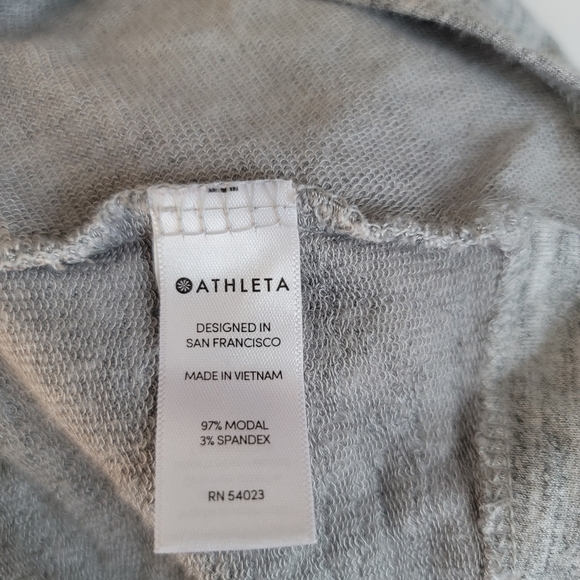 ATHLETA
DESIGNED IN
SAN FRANCISCO
MADE IN VIETNAM
97% MODAL
3% SPANDEX
RN 54023